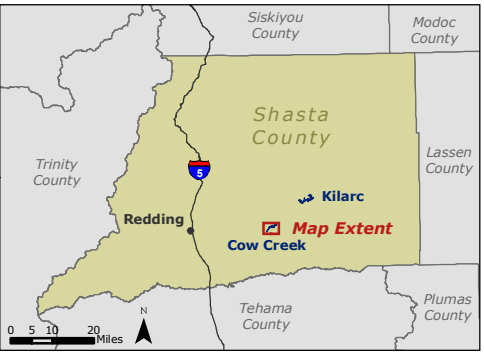 Siskiyou
County
Modoc
County
Shasta
County
Trinity
County
Lassen
County
5
Kilarc
Redding
Map Extent
Cow Creek
Tehama
County
Plumas
County
N
0 5 10 20
Miles